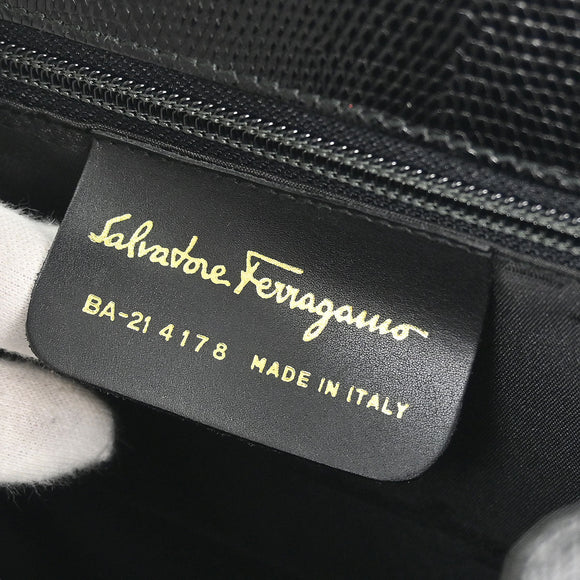 Salvatore Ferragamo
BA-21 4178 MADE IN ITALY